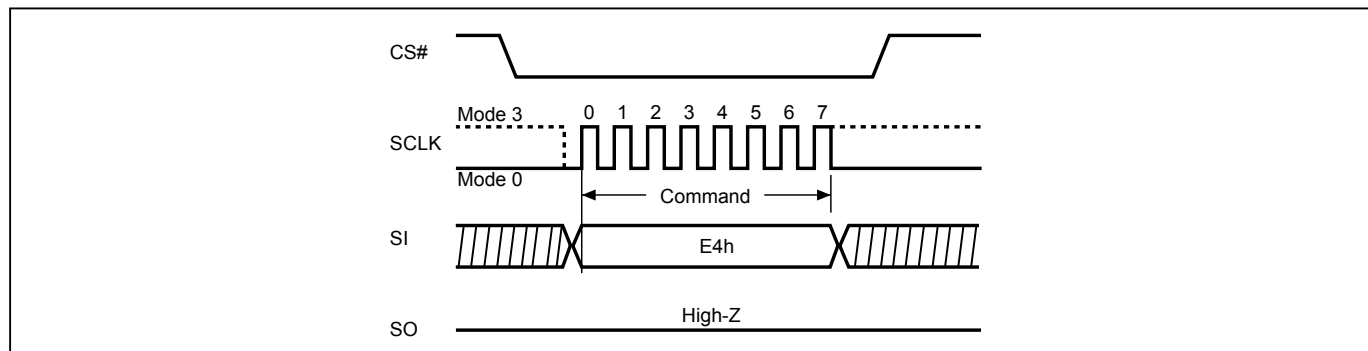 CS#
Mode 3
0 1 2 3 4 5 6 7
SCLK
Mode 0
Command
SI
E4h
High-Z
SO